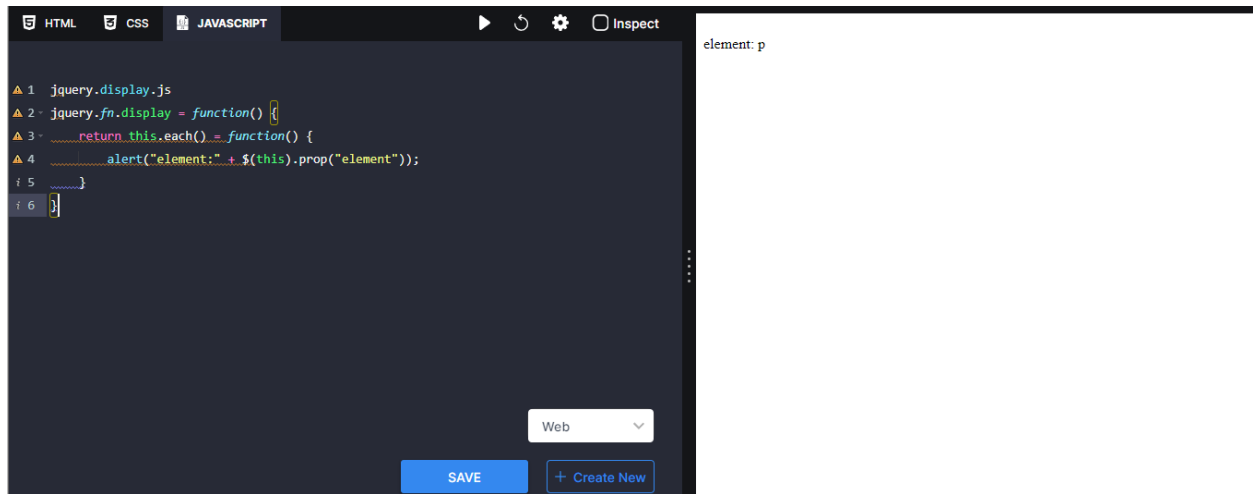 HTML CSS JAVASCRIPT Inspect
1 jquery.display.js
2 jquery.fn.display = function() {
3 return this.each() = function() {
4 alert("element:" + $(this).prop("element"));
i 5 }
i 6 }
Web
SAVE + Create New
element: p